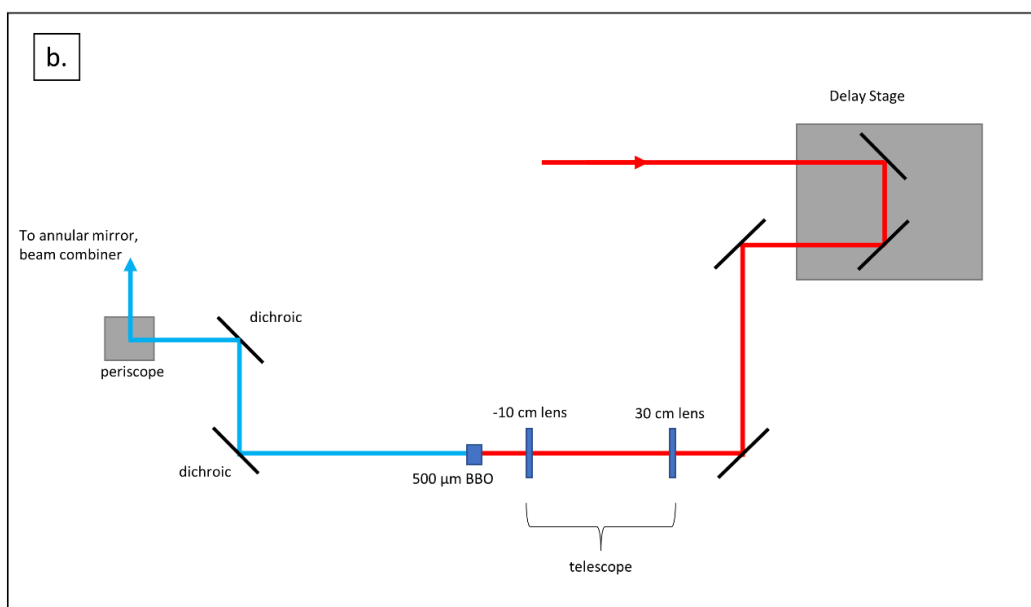 b.
Delay Stage
To annular mirror,
beam combiner
dichroic
periscope
-10 cm lens
30 cm lens
dichroic
500 μm BBO
telescope